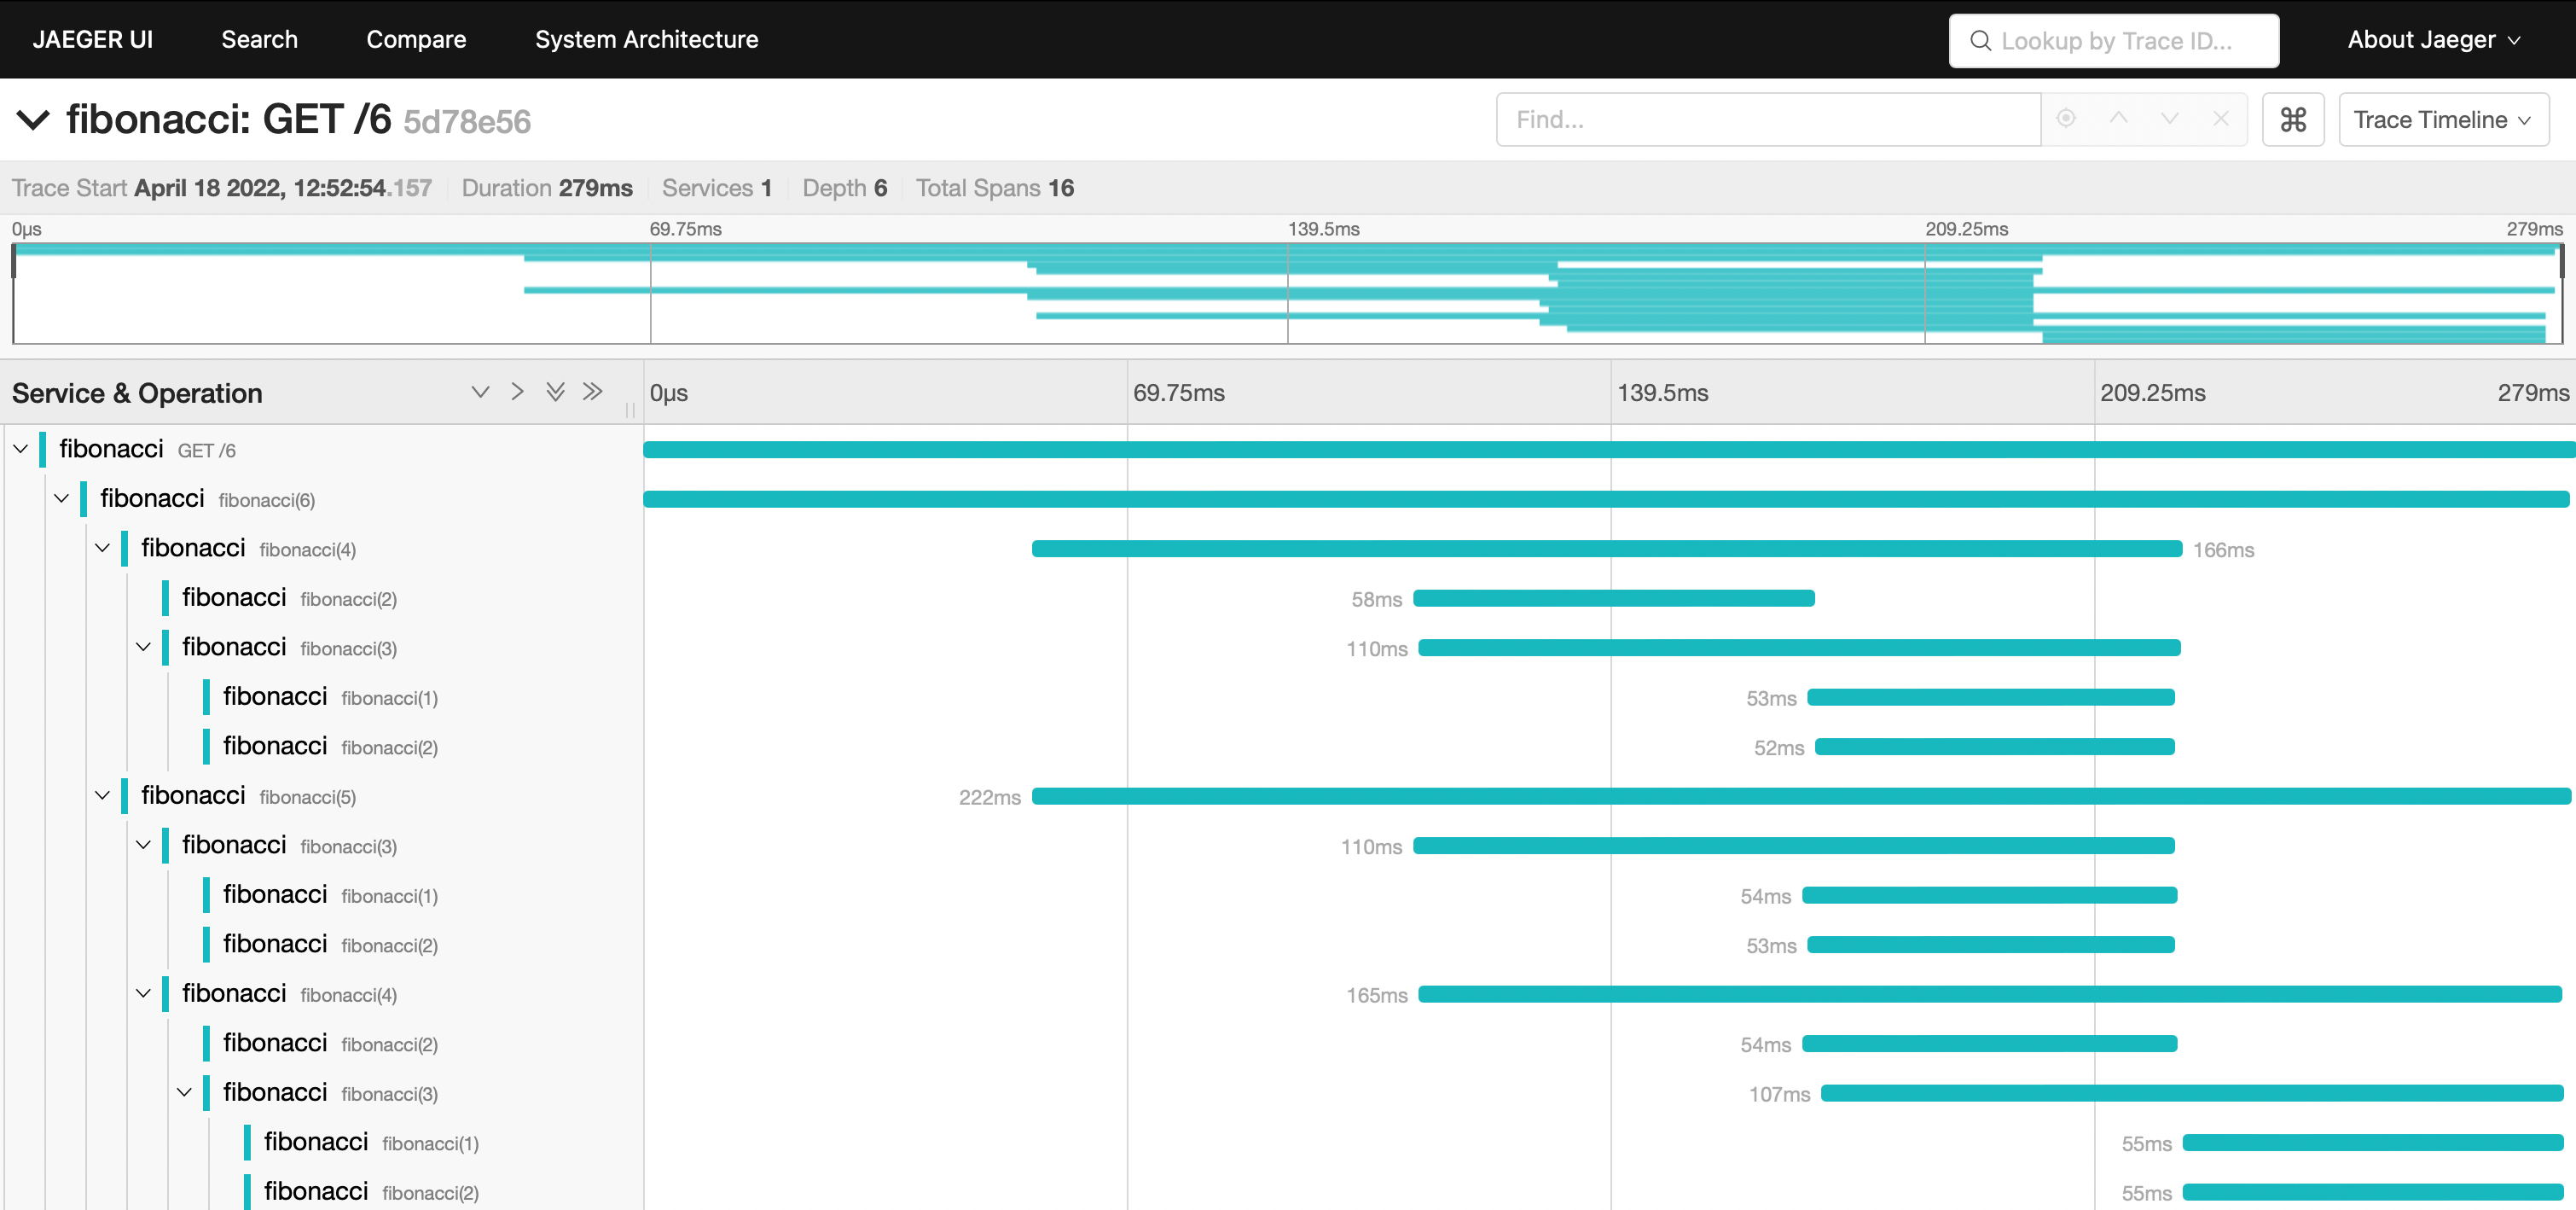 JAEGER UI Search Compare System Architecture Lookup by Trace ID... About Jaeger
fibonacci: GET /6 5d78e56 Find... ⌘ Trace Timeline
Trace Start April 18 2022, 12:52:54.157 Duration 279ms Services 1 Depth 6 Total Spans 16
0μs 69.75ms 139.5ms 209.25ms 279ms
Service & Operation 0μs 69.75ms 139.5ms 209.25ms 279ms
fibonacci GET /6
fibonacci fibonacci(6)
fibonacci fibonacci(4) 166ms
fibonacci fibonacci(2) 58ms
fibonacci fibonacci(3) 110ms
fibonacci fibonacci(1) 53ms
fibonacci fibonacci(2) 52ms
fibonacci fibonacci(5) 222ms
fibonacci fibonacci(3) 110ms
fibonacci fibonacci(1) 54ms
fibonacci fibonacci(2) 53ms
fibonacci fibonacci(4) 165ms
fibonacci fibonacci(2) 54ms
fibonacci fibonacci(3) 107ms
fibonacci fibonacci(1) 55ms
fibonacci fibonacci(2) 55ms